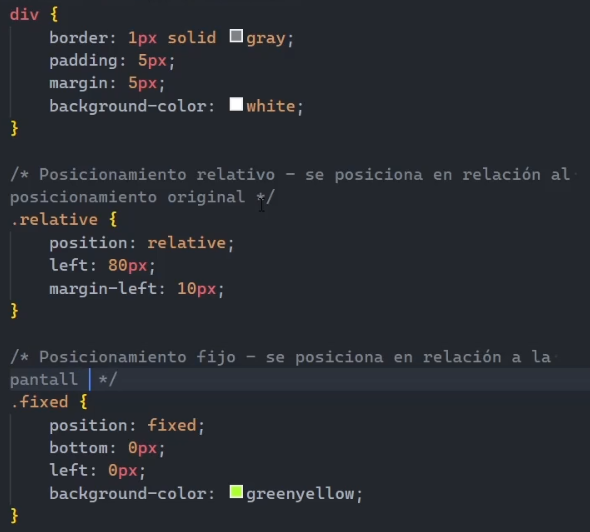 div {
    border: 1px solid gray;
    padding: 5px;
    margin: 5px;
    background-color: white;
}

/* Posicionamiento relativo - se posiciona en relación al
posicionamiento original */
.relative {
    position: relative;
    left: 80px;
    margin-left: 10px;
}

/* Posicionamiento fijo - se posiciona en relación a la
pantall  */
.fixed {
    position: fixed;
    bottom: 0px;
    left: 0px;
    background-color: greenyellow;
}